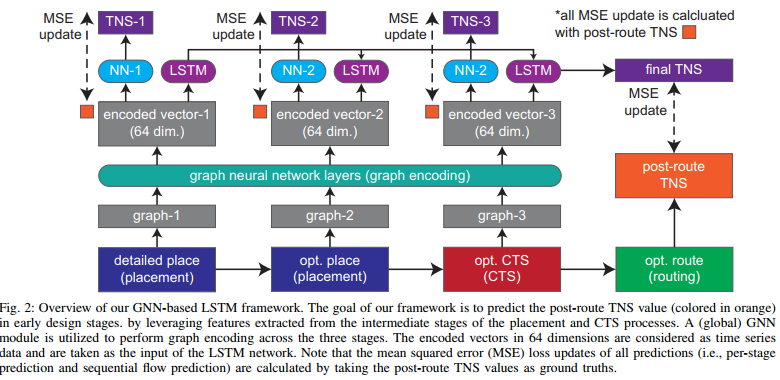 MSE update
TNS-1
MSE update
TNS-2
MSE update
TNS-3
*all MSE update is calcuated
with post-route TNS
NN-1
LSTM
NN-2
LSTM
NN-2
LSTM
final TNS
encoded vector-1
(64 dim.)
encoded vector-2
(64 dim.)
encoded vector-3
(64 dim.)
MSE
update
graph neural network layers (graph encoding)
post-route
TNS
graph-1
graph-2
graph-3
detailed place
(placement)
opt. place
(placement)
opt. CTS
(CTS)
opt. route
(routing)
Fig. 2: Overview of our GNN-based LSTM framework. The goal of our framework is to predict the post-route TNS value (colored in orange)
in early design stages. by leveraging features extracted from the intermediate stages of the placement and CTS processes. A (global) GNN
module is utilized to perform graph encoding across the three stages. The encoded vectors in 64 dimensions are considered as time series
data and are taken as the input of the LSTM network. Note that the mean squared error (MSE) loss updates of all predictions (i.e., per-stage
prediction and sequential flow prediction) are calculated by taking the post-route TNS values as ground truths.